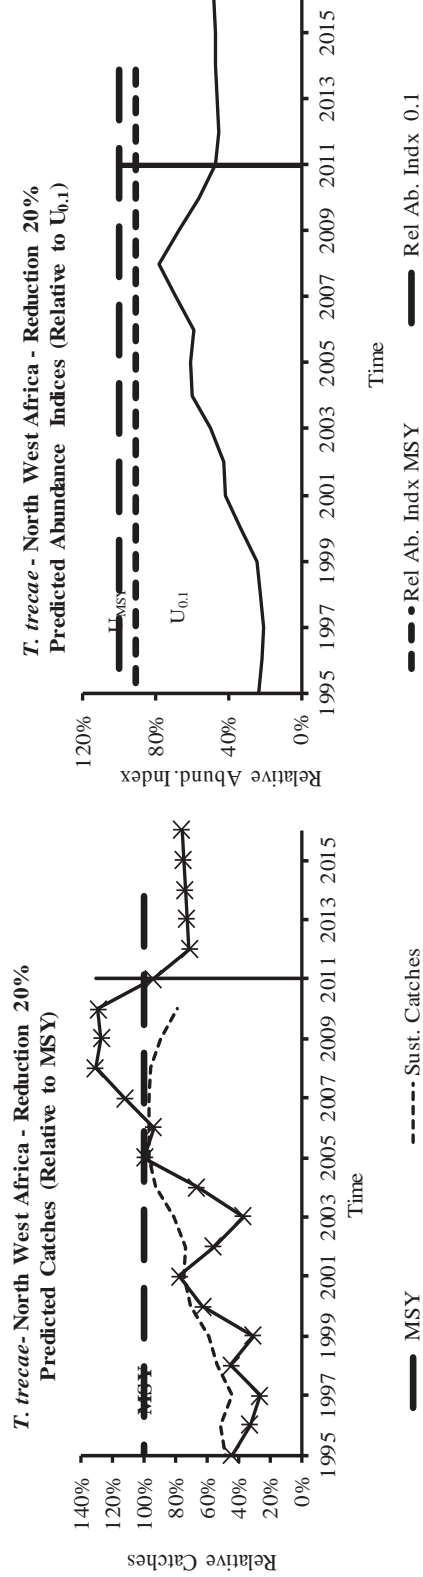 T. trecae- North West Africa - Reduction 20%
Predicted Catches (Relative to MSY)
Relative Catches
140%
120%
100%
80%
60%
40%
20%
0%
MSY
1995 1997 1999 2001 2003 2005 2007 2009 2011 2013 2015
Time
MSY Sust. Catches
T. trecae - North West Africa - Reduction 20%
Predicted Abundance Indices (Relative to U0.1)
Relative Abund.Index
120%
80%
40%
0%
UMSY
U0.1
1995 1997 1999 2001 2003 2005 2007 2009 2011 2013 2015
Time
Rel Ab. Indx MSY Rel Ab. Indx 0.1